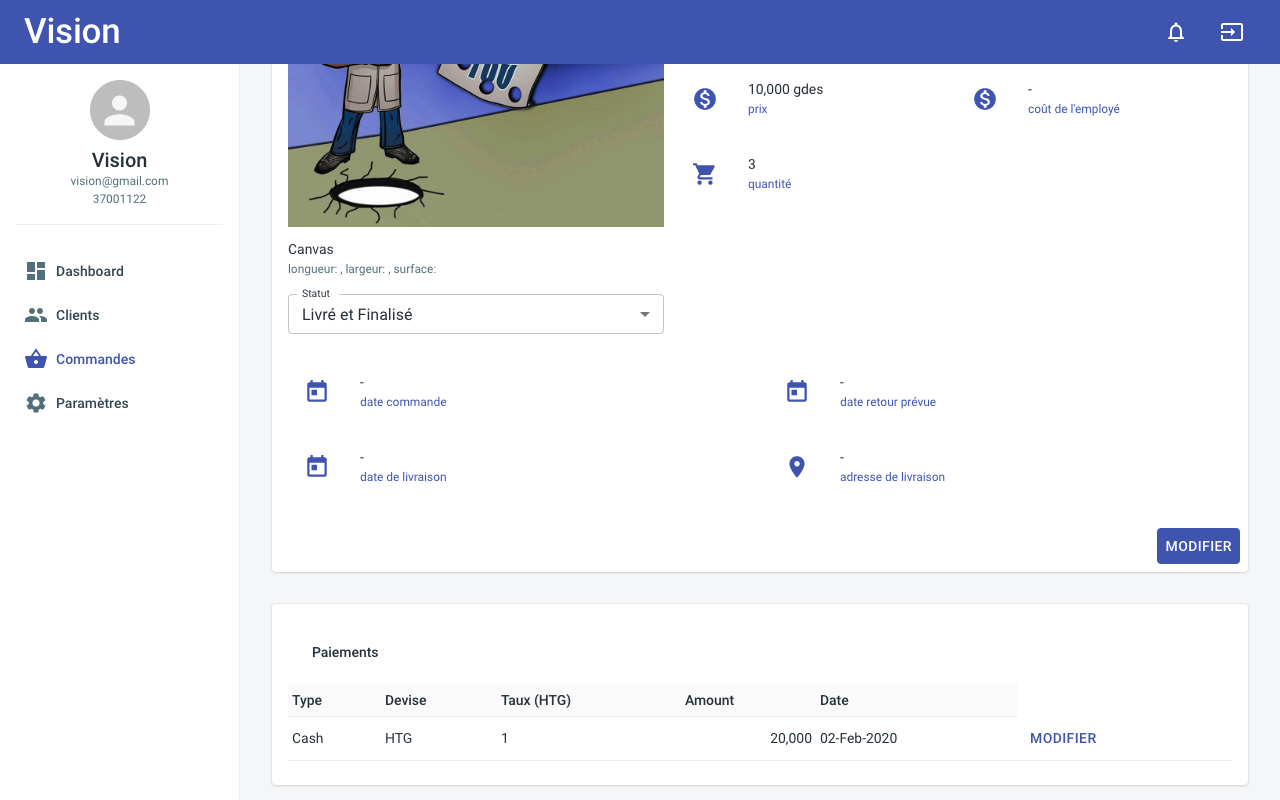 Vision
Vision
vision@gmail.com
37001122
Dashboard
Clients
Commandes
Paramètres
10,000 gdes
prix
-
coût de l'employé
3
quantité
Canvas
longueur: , largeur: , surface:
Statut
Livré et Finalisé
-
date commande
-
date retour prévue
-
date de livraison
-
adresse de livraison
MODIFIER
Paiements
Type Devise Taux (HTG) Amount Date
Cash HTG 1 20,000 02-Feb-2020 MODIFIER